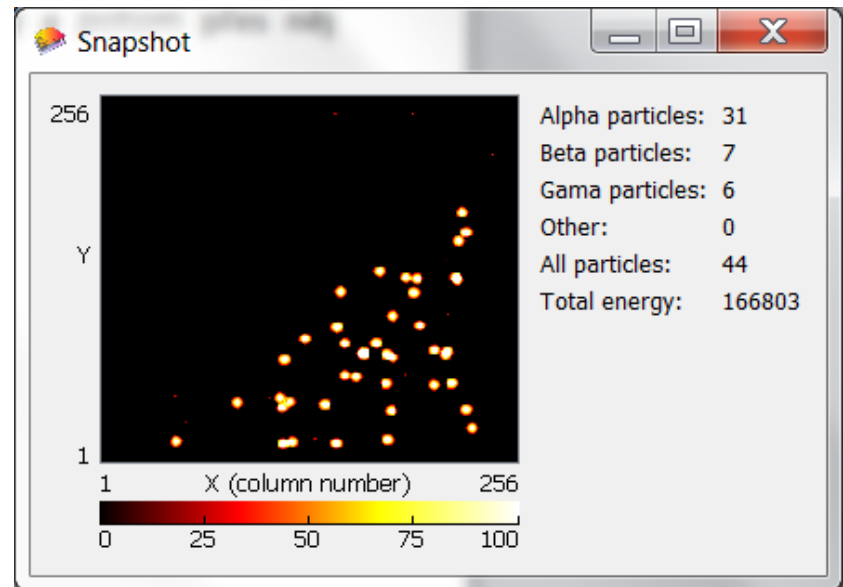 Snapshot
256
Y
1
1 X (column number) 256
0 25 50 75 100
Alpha particles: 31
Beta particles: 7
Gama particles: 6
Other: 0
All particles: 44
Total energy: 166803